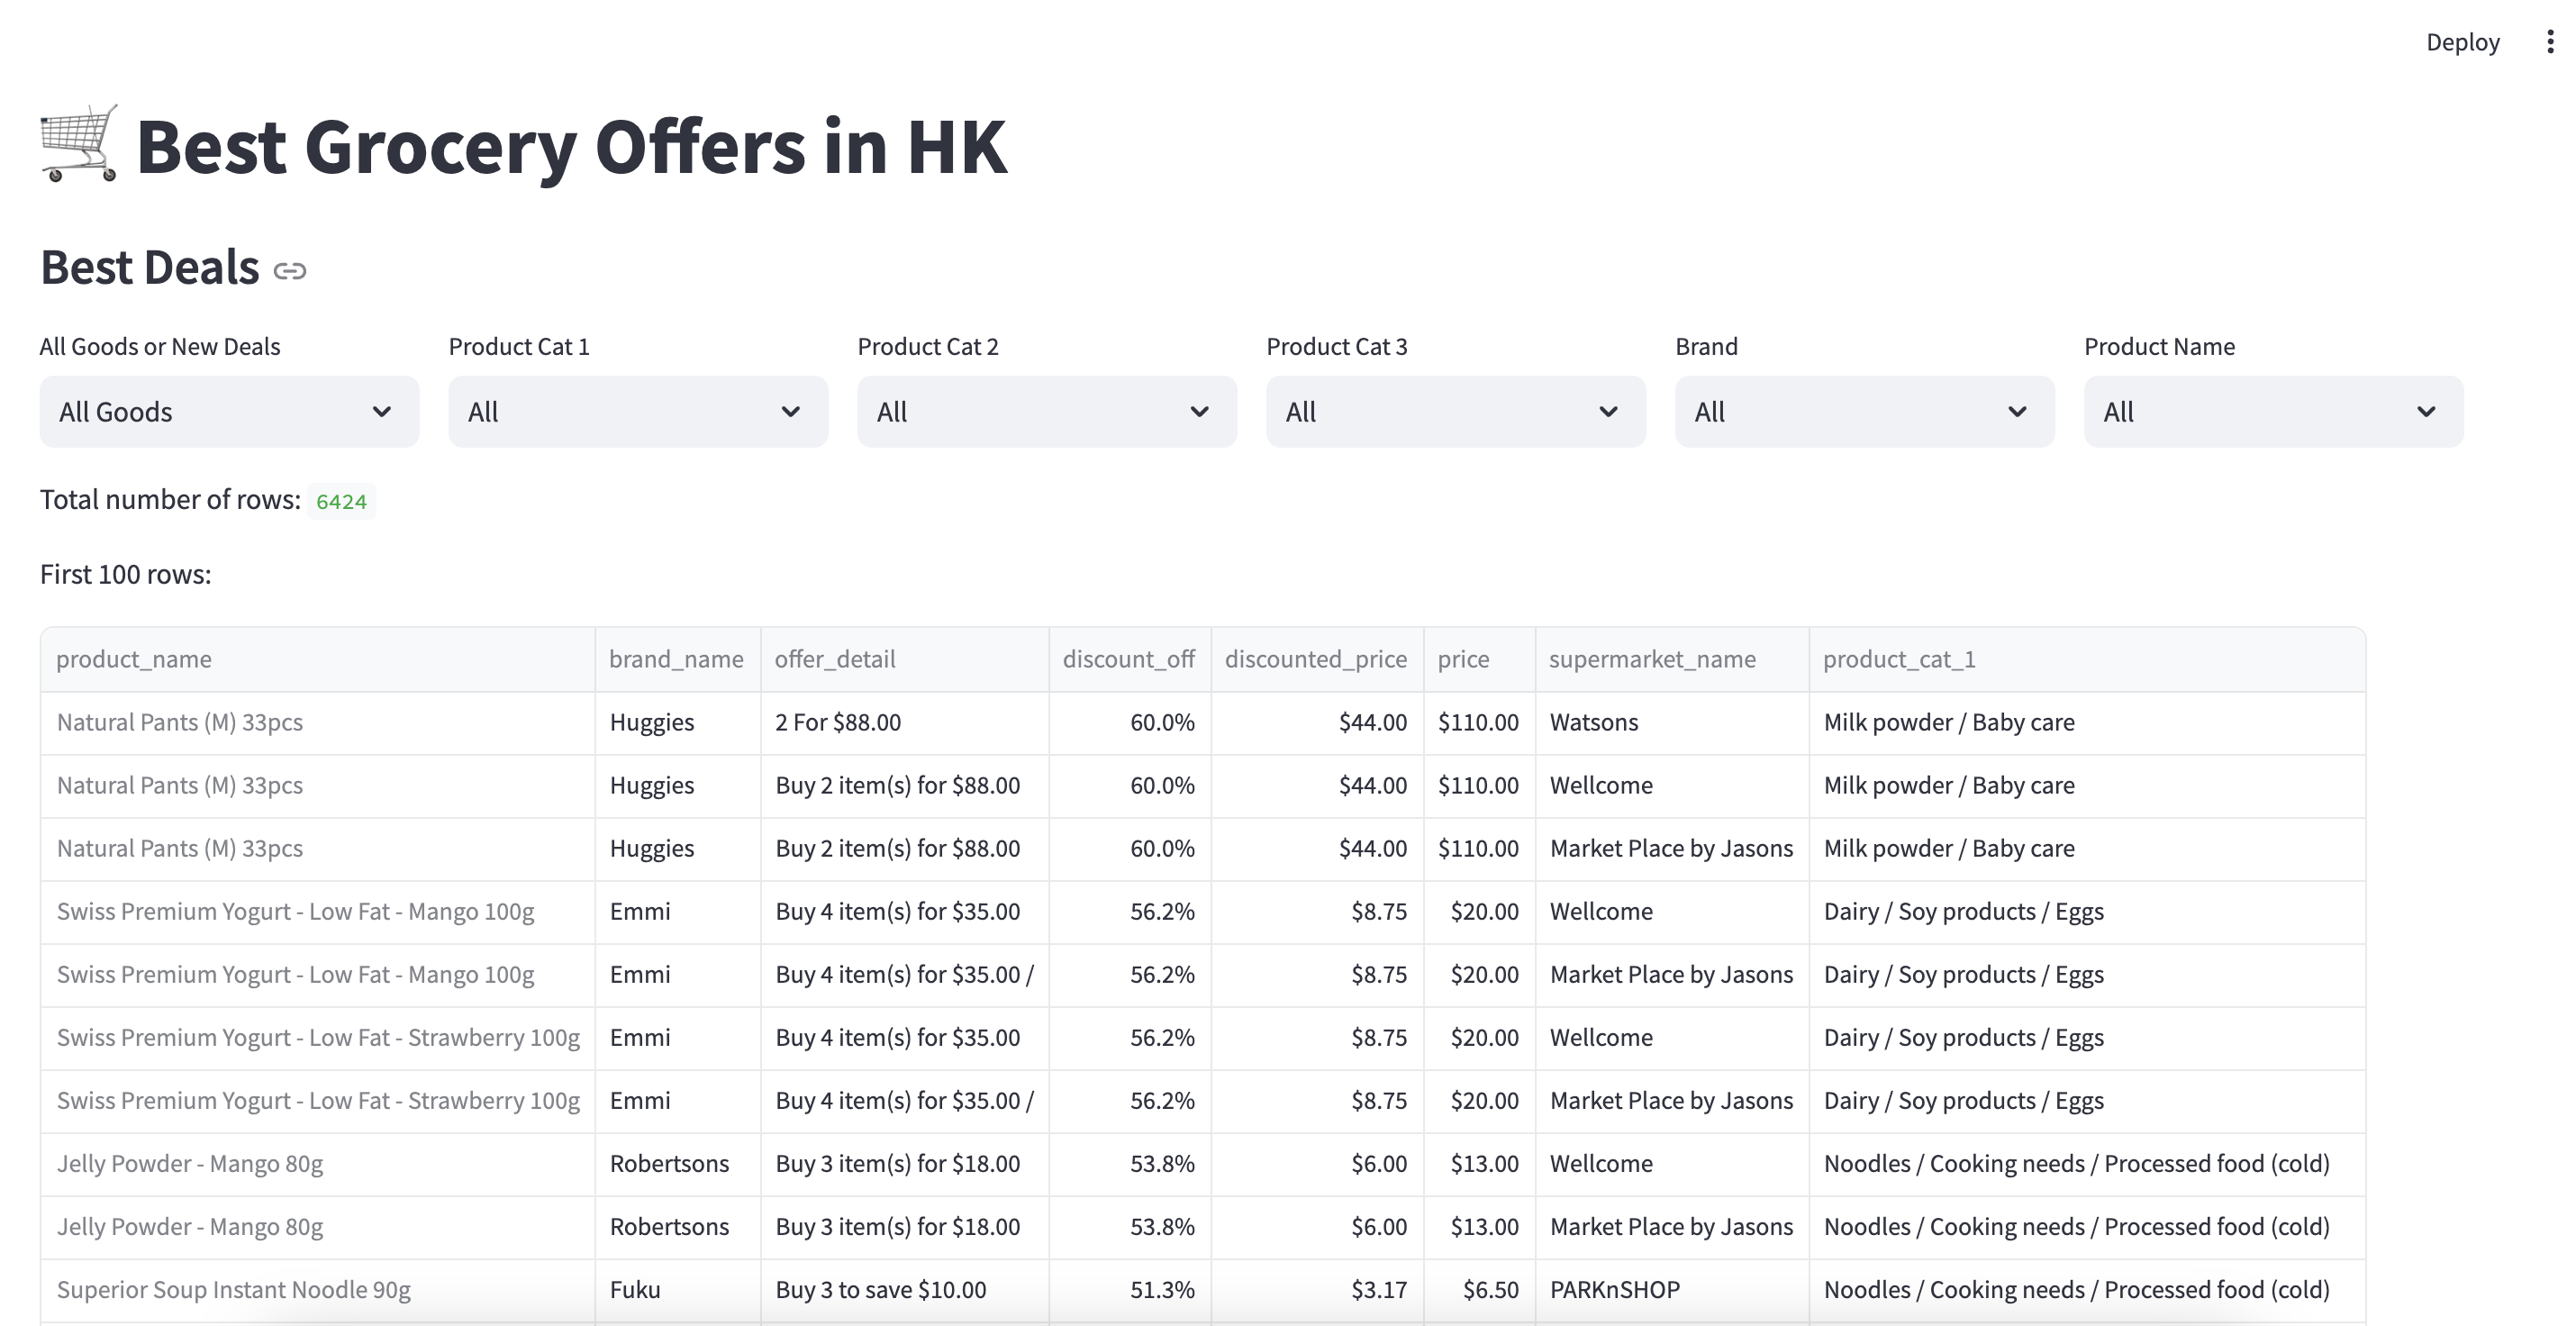 Deploy
Best Grocery Offers in HK
Best Deals
All Goods or New Deals Product Cat 1 Product Cat 2 Product Cat 3 Brand Product Name
All Goods All All All All All
Total number of rows: 6424
First 100 rows:
product_name brand_name offer_detail discount_off discounted_price price supermarket_name product_cat_1
Natural Pants (M) 33pcs Huggies 2 For $88.00 60.0% $44.00 $110.00 Watsons Milk powder / Baby care
Natural Pants (M) 33pcs Huggies Buy 2 item(s) for $88.00 60.0% $44.00 $110.00 Wellcome Milk powder / Baby care
Natural Pants (M) 33pcs Huggies Buy 2 item(s) for $88.00 60.0% $44.00 $110.00 Market Place by Jasons Milk powder / Baby care
Swiss Premium Yogurt - Low Fat - Mango 100g Emmi Buy 4 item(s) for $35.00 56.2% $8.75 $20.00 Wellcome Dairy / Soy products / Eggs
Swiss Premium Yogurt - Low Fat - Mango 100g Emmi Buy 4 item(s) for $35.00 / 56.2% $8.75 $20.00 Market Place by Jasons Dairy / Soy products / Eggs
Swiss Premium Yogurt - Low Fat - Strawberry 100g Emmi Buy 4 item(s) for $35.00 56.2% $8.75 $20.00 Wellcome Dairy / Soy products / Eggs
Swiss Premium Yogurt - Low Fat - Strawberry 100g Emmi Buy 4 item(s) for $35.00 / 56.2% $8.75 $20.00 Market Place by Jasons Dairy / Soy products / Eggs
Jelly Powder - Mango 80g Robertsons Buy 3 item(s) for $18.00 53.8% $6.00 $13.00 Wellcome Noodles / Cooking needs / Processed food (cold)
Jelly Powder - Mango 80g Robertsons Buy 3 item(s) for $18.00 53.8% $6.00 $13.00 Market Place by Jasons Noodles / Cooking needs / Processed food (cold)
Superior Soup Instant Noodle 90g Fuku Buy 3 to save $10.00 51.3% $3.17 $6.50 PARKnSHOP Noodles / Cooking needs / Processed food (cold)